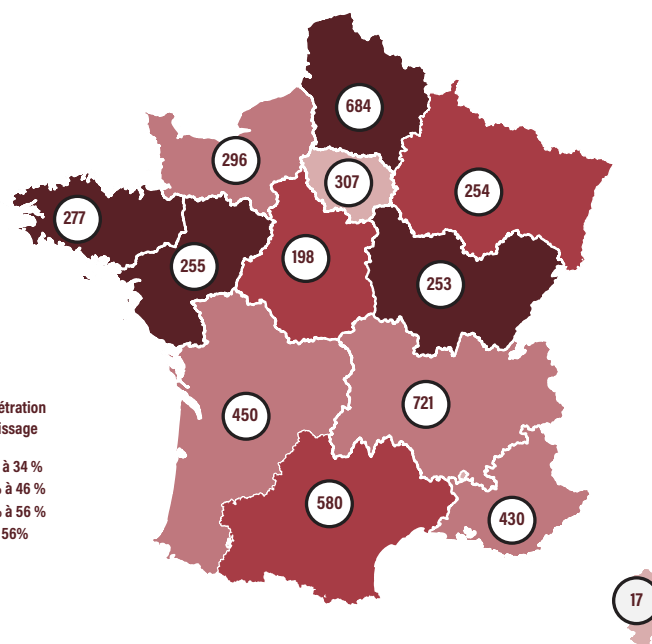 684
296
307
254
277
255
198
253
450
721
580
430
étration
issage
à 34 %
à 46 %
à 56 %
56%
17